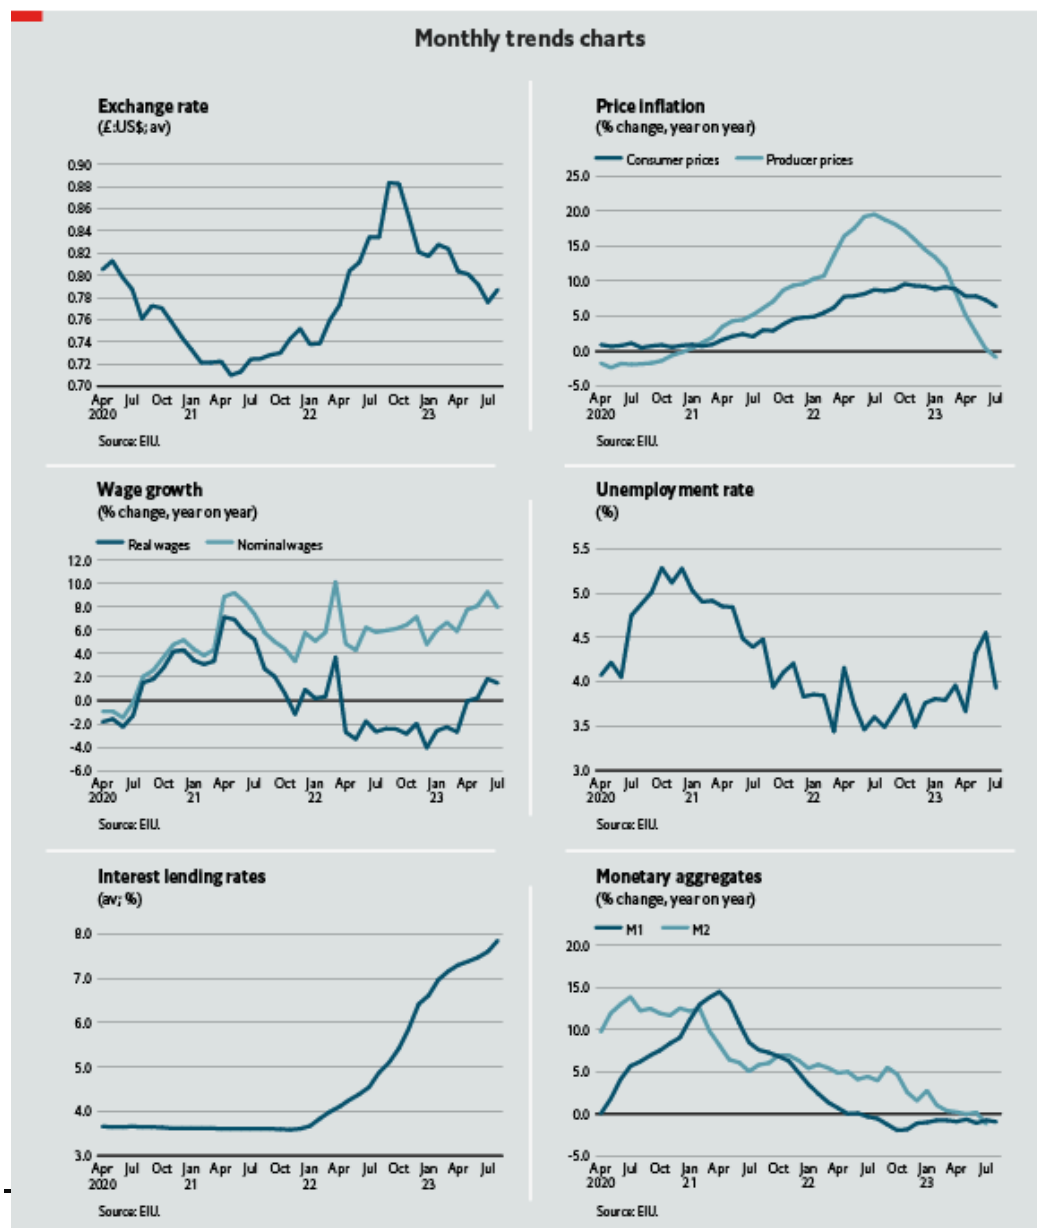 Monthly trends charts
Exchange rate
(£:US$; av)
0.90
0.88
0.86
0.84
0.82
0.80
0.78
0.76
0.74
0.72
0.70
Apr Jul Oct Jan Apr Jul Oct Jan Apr Jul Oct Jan Apr Jul
2020 21 22 23
Source: EIU.
Price inflation
(% change, year on year)
Consumer prices Producer prices
25.0
20.0
15.0
10.0
5.0
0.0
-5.0
Apr Jul Oct Jan Apr Jul Oct Jan Apr Jul Oct Jan Apr Jul
2020 21 22 23
Source: EIU.
Wage growth
(% change, year on year)
Real wages Nominal wages
12.0
10.0
8.0
6.0
4.0
2.0
0.0
-2.0
-4.0
-6.0
Apr Jul Oct Jan Apr Jul Oct Jan Apr Jul Oct Jan Apr Jul
2020 21 22 23
Source: EIU.
Unemployment rate
(%)
5.5
5.0
4.5
4.0
3.5
3.0
Apr Jul Oct Jan Apr Jul Oct Jan Apr Jul Oct Jan Apr Jul
2020 21 22 23
Source: EIU.
Interest lending rates
(av; %)
8.0
7.0
6.0
5.0
4.0
3.0
Apr Jul Oct Jan Apr Jul Oct Jan Apr Jul Oct Jan Apr Jul
2020 21 22 23
Source: EIU.
Monetary aggregates
(% change, year on year)
M1 M2
20.0
15.0
10.0
5.0
0.0
-5.0
Apr Jul Oct Jan Apr Jul Oct Jan Apr Jul Oct Jan Apr Jul
2020 21 22 23
Source: EIU.